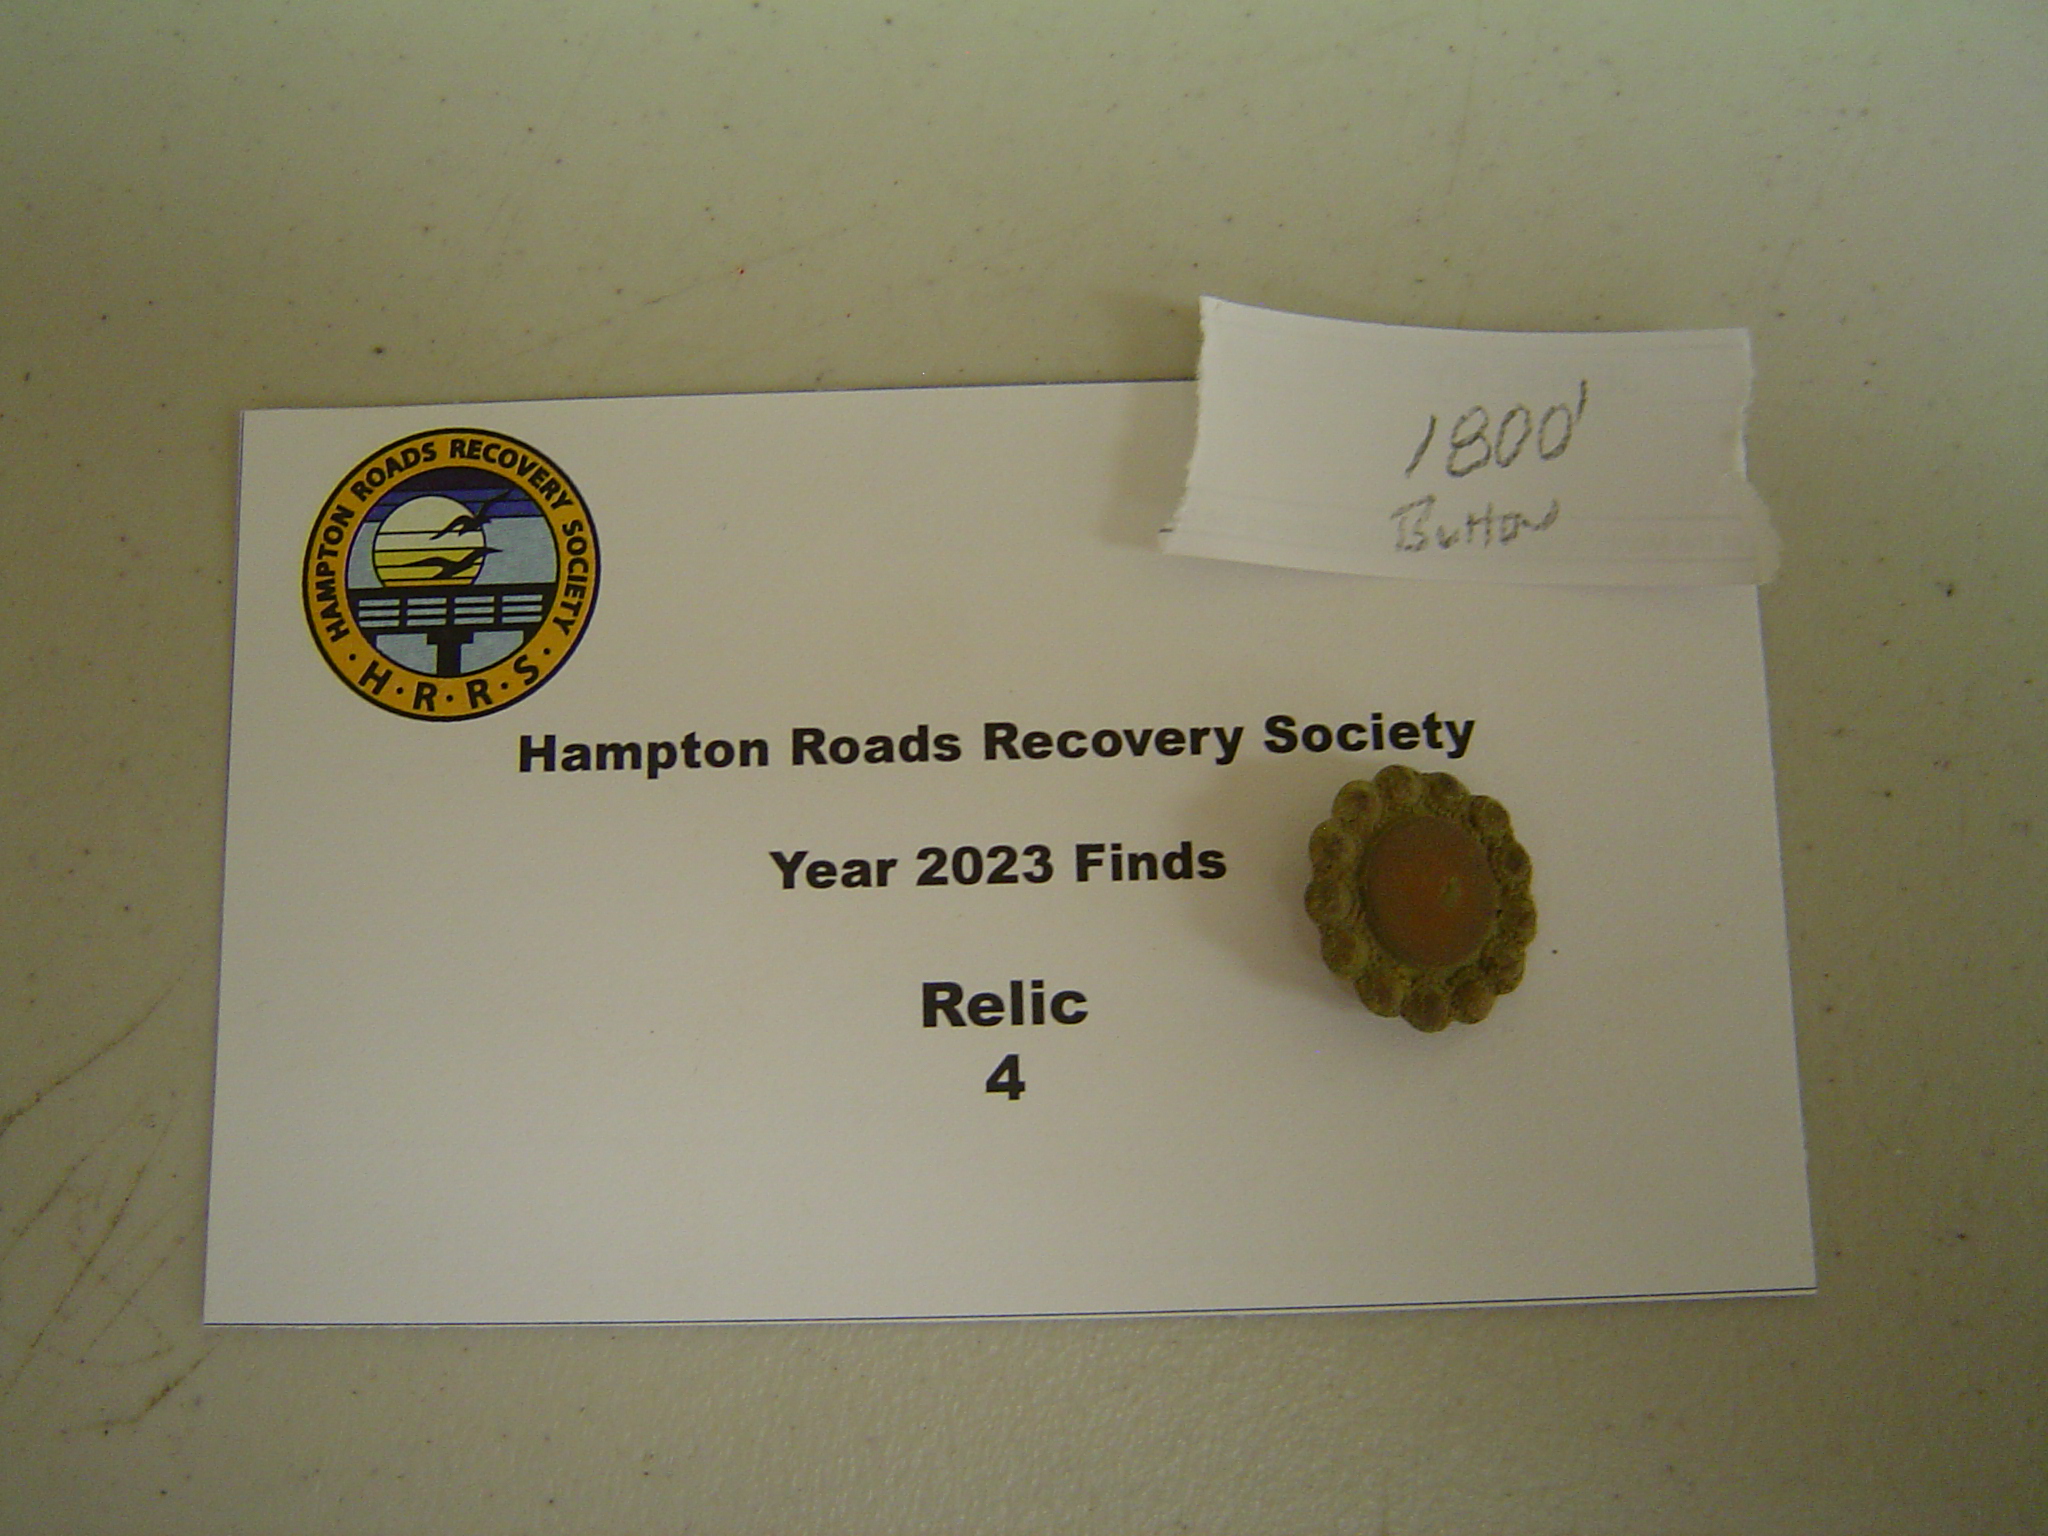 HAMPTON ROADS RECOVERY SOCIETY
· H · R · R · S ·
1800'
Button
Hampton Roads Recovery Society
Year 2023 Finds
Relic
4